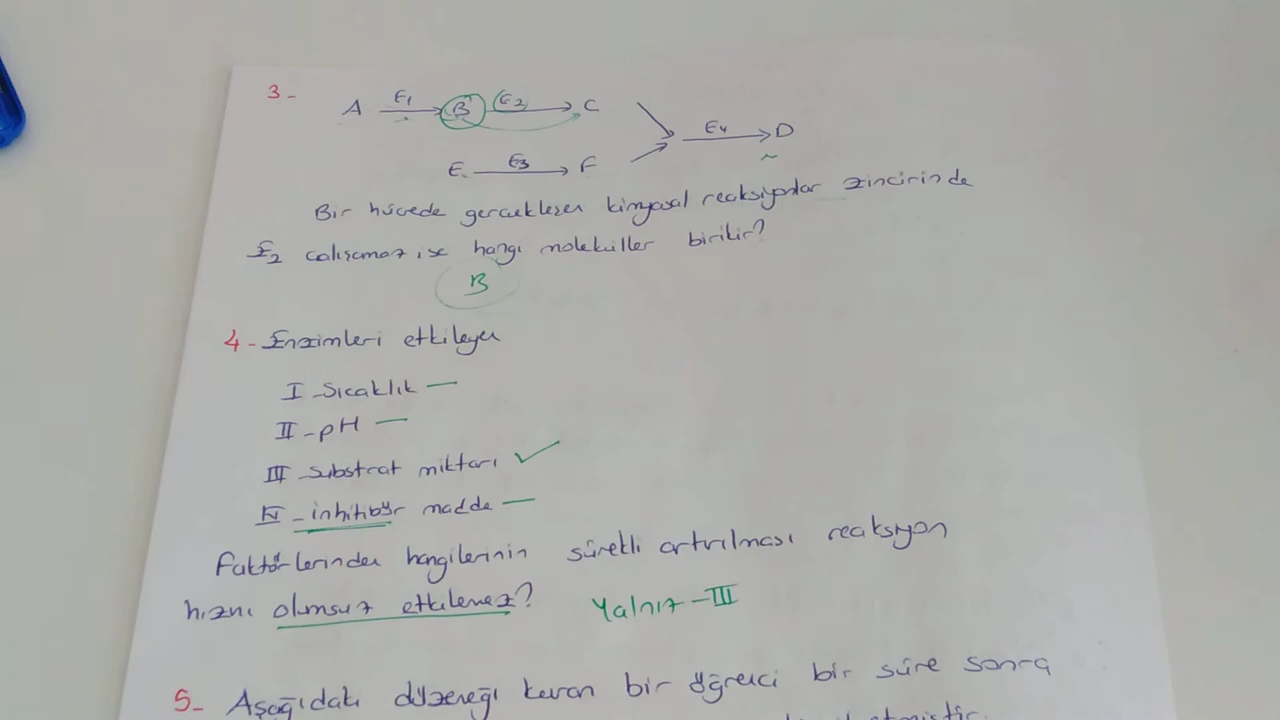 3-
A E1 B E2 C
E4 D
E E3 F
Bir hücrede gerçekleşen kimyasal reaksiyonlar zincirinde
E2 çalışamaz ise hangi moleküller birikir?
B
4- Enzimleri etkileyen
I - Sıcaklık —
II - pH —
III - Substrat miktarı ✓
IV - inhibitör madde —
faktörlerinden hangilerinin sürekli artırılması reaksiyon
hızını olumsuz etkilemez? Yalnız - III
5- Aşağıdaki düzeneği kuran bir öğrenci bir süre sonra